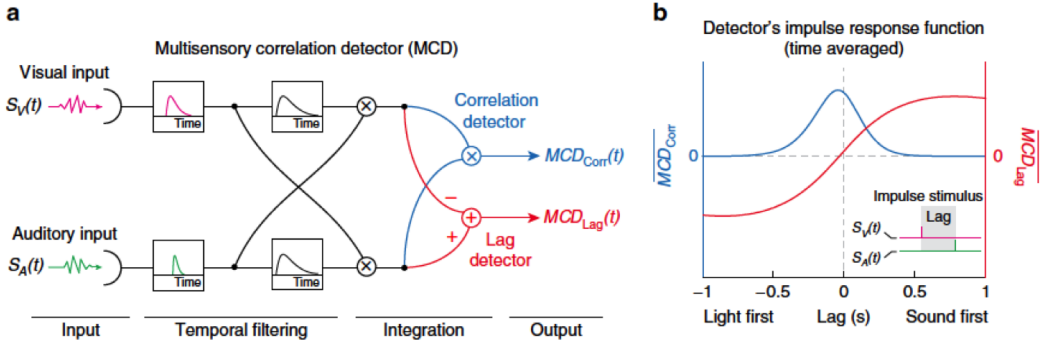 a
Multisensory correlation detector (MCD)
Visual input
S_V(t)
Time
Time
Correlation
detector
MCD_Corr(t)
MCD_Lag(t)
Lag
detector
Auditory input
S_A(t)
Time
Time
Input
Temporal filtering
Integration
Output
b
Detector's impulse response function
(time averaged)
MCD_Corr
0
0
MCD_Lag
Impulse stimulus
Lag
S_V(t)
S_A(t)
−1
−0.5
0
0.5
1
Light first
Lag (s)
Sound first